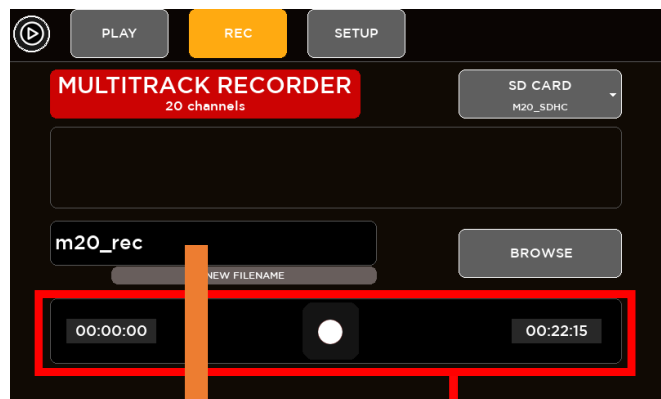 PLAY
REC
SETUP
MULTITRACK RECORDER
20 channels
SD CARD
M20_SDHC
m20_rec
NEW FILENAME
BROWSE
00:00:00
00:22:15